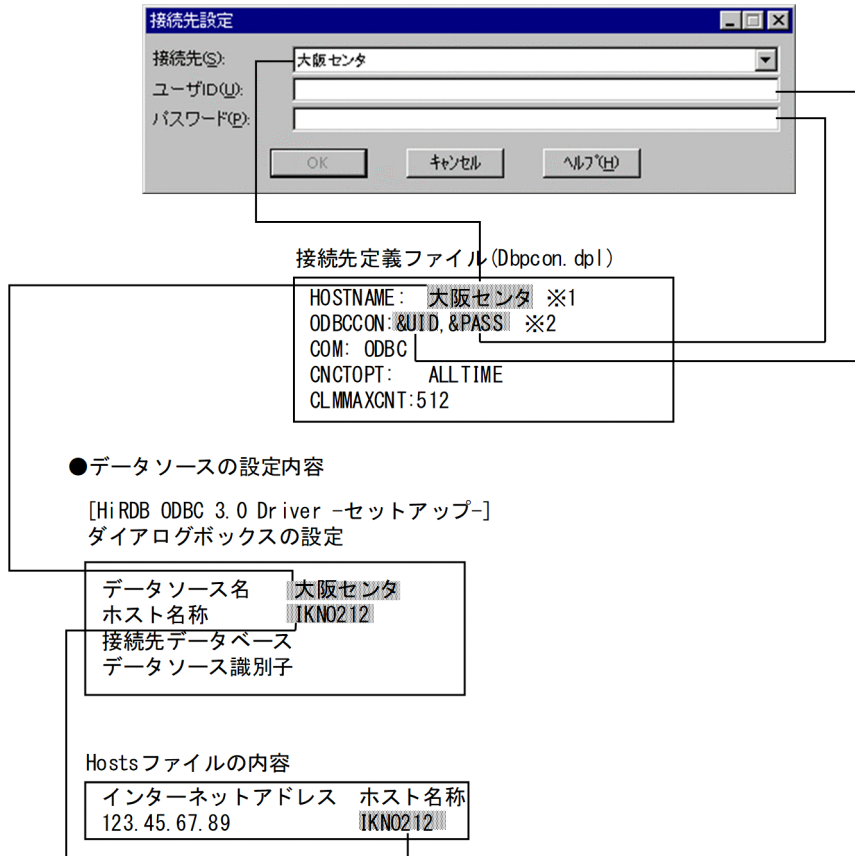 接続先設定
接続先(S): 大阪センタ
ユーザID(U):
パスワード(P):
OK キャンセル ヘルプ(H)
接続先定義ファイル(Dbpcon.dpl)
HOSTNAME: 大阪センタ ※1
ODBCCON:&UID,&PASS ※2
COM: ODBC
CNCTOPT: ALLTIME
CLMMAXCNT:512
●データソースの設定内容
[HiRDB ODBC 3.0 Driver -セットアップ-]
ダイアログボックスの設定
データソース名 大阪センタ
ホスト名称 IKN0212
接続先データベース
データソース識別子
Hostsファイルの内容
インターネットアドレス ホスト名称
123.45.67.89 IKN0212